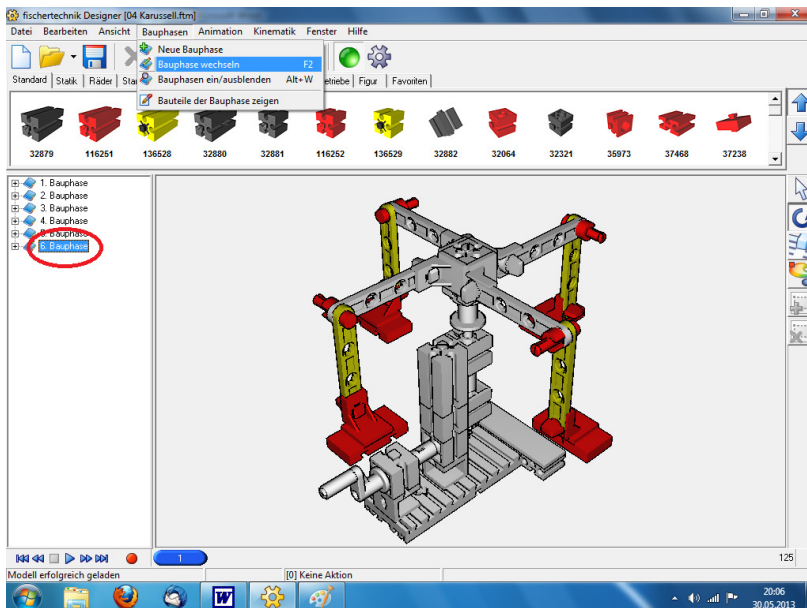 fischertechnik Designer [04 Karussell.ftm]
Datei Bearbeiten Ansicht Bauphasen Animation Kinematik Fenster Hilfe
Neue Bauphase
Bauphase wechseln F2
Bauphasen ein/ausblenden Alt+W
Bauteile der Bauphase zeigen
Standard Statik Räder Figur Favoriten
32879 116251 136528 32880 32881 116252 136529 32882 32064 32321 35973 37468 37238
1. Bauphase
2. Bauphase
3. Bauphase
4. Bauphase
5. Bauphase
6. Bauphase
1 125
Modell erfolgreich geladen [0] Keine Aktion
W 20:06
30.05.2013